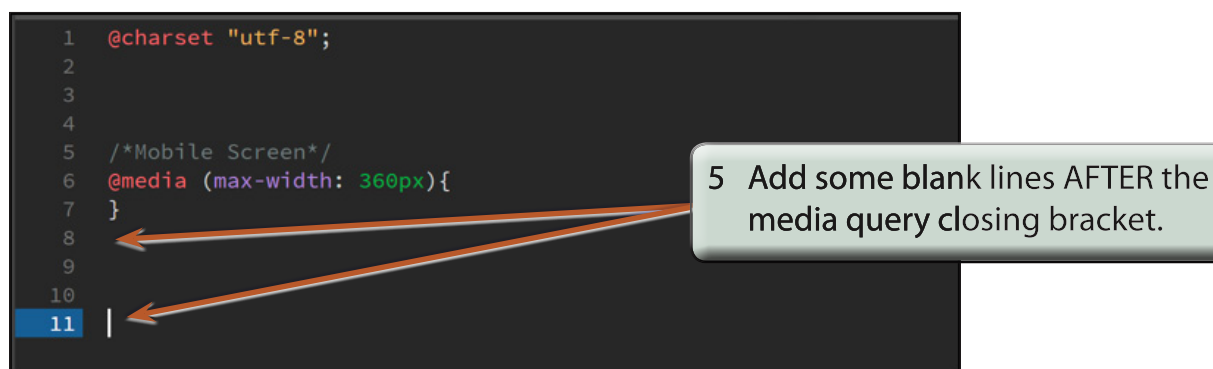 1 @charset "utf-8";
2
3
4
5 /*Mobile Screen*/
6 @media (max-width: 360px){
7 }
8
9
10
11
5 Add some blank lines AFTER the
media query closing bracket.